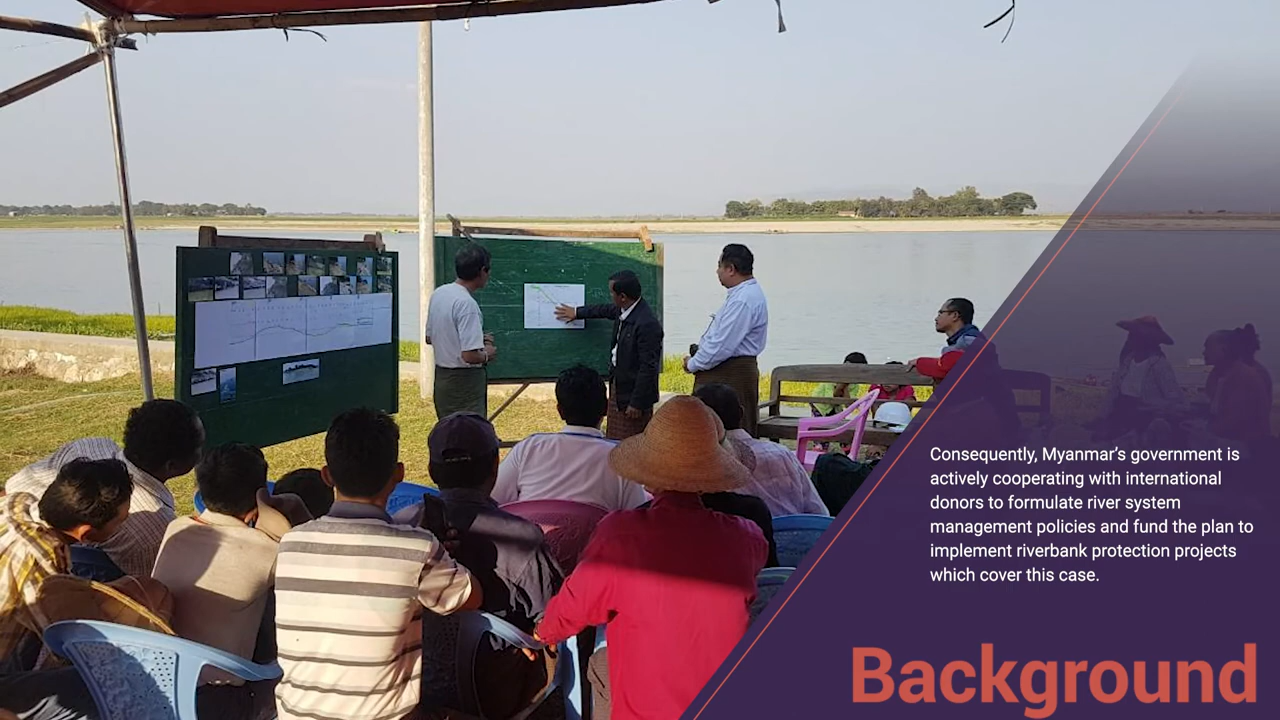 Consequently, Myanmar’s government is
actively cooperating with international
donors to formulate river system
management policies and fund the plan to
implement riverbank protection projects
which cover this case.
Background